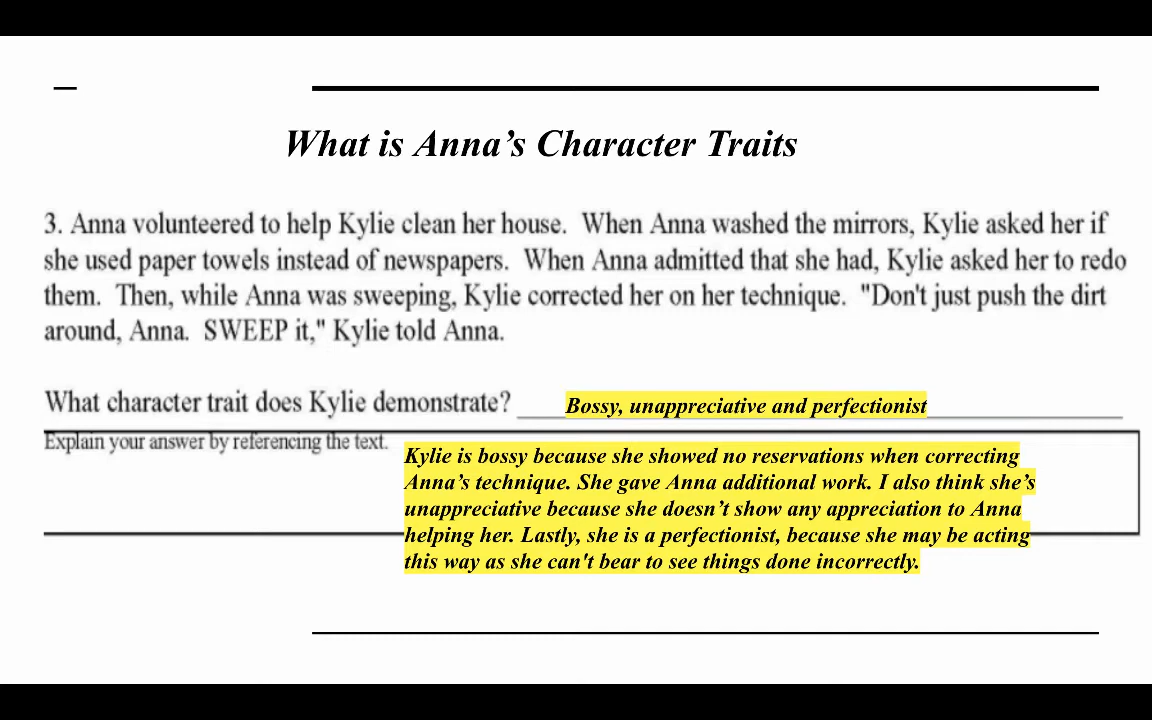 What is Anna's Character Traits
3. Anna volunteered to help Kylie clean her house. When Anna washed the mirrors, Kylie asked her if
she used paper towels instead of newspapers. When Anna admitted that she had, Kylie asked her to redo
them. Then, while Anna was sweeping, Kylie corrected her on her technique. "Don't just push the dirt
around, Anna. SWEEP it," Kylie told Anna.
What character trait does Kylie demonstrate? Bossy, unappreciative and perfectionist
Explain your answer by referencing the text.
Kylie is bossy because she showed no reservations when correcting
Anna's technique. She gave Anna additional work. I also think she's
unappreciative because she doesn't show any appreciation to Anna
helping her. Lastly, she is a perfectionist, because she may be acting
this way as she can't bear to see things done incorrectly.